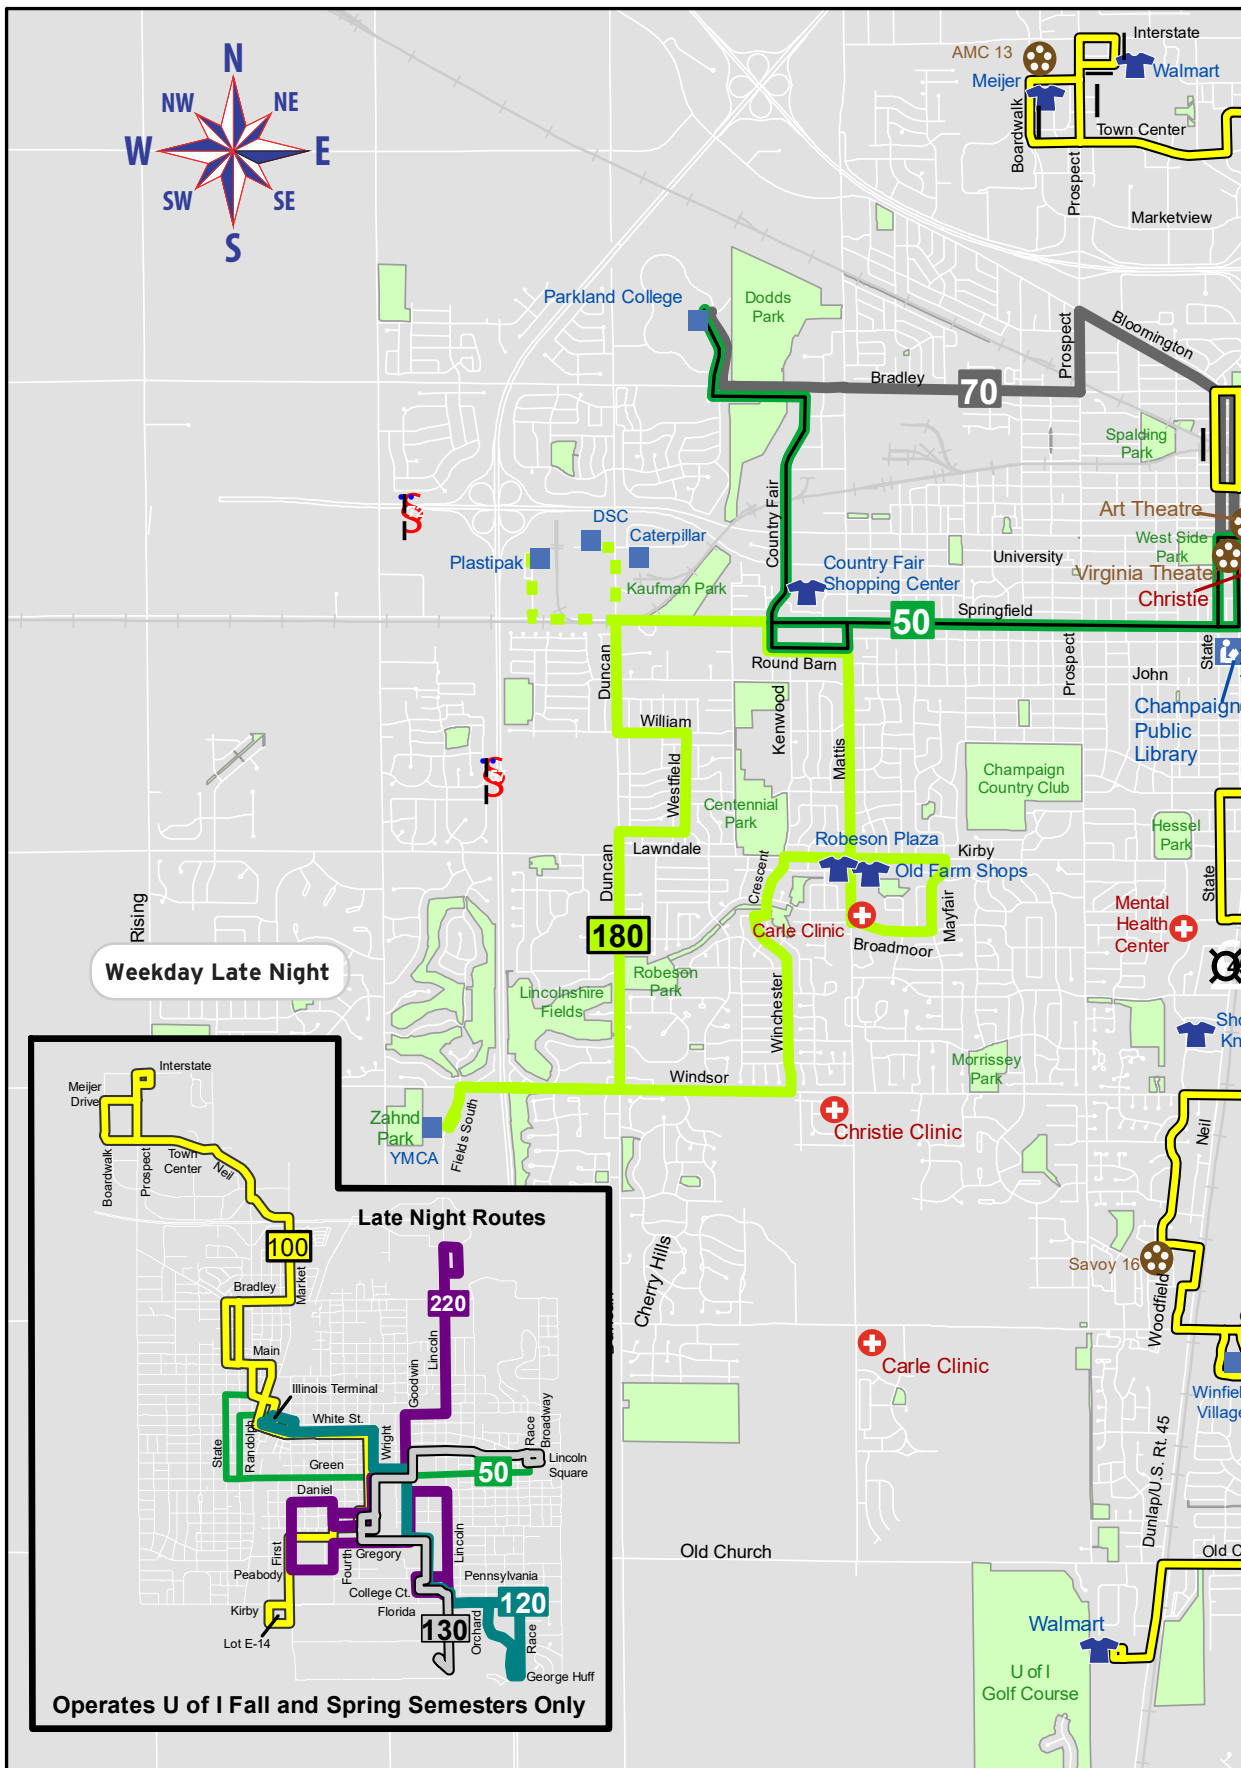 N
NW
NE
W
E
SW
SE
S
AMC 13
Interstate
Meijer
Walmart
Boardwalk
Town Center
Prospect
Marketview
Parkland College
Dodds
Park
Prospect
Bloomington
Bradley
70
Spalding
Park
Country Fair
Art Theatre
DSC
Caterpillar
Plastipak
University
West Side
Park
Kaufman Park
Country Fair
Shopping Center
Virginia Theate
Christie
50
Springfield
Duncan
Round Barn
Prospect
State
John
William
Kenwood
Mattis
Champaign
Public
Library
Westfield
Champaign
Country Club
Centennial
Park
Hessel
Park
Robeson Plaza
Lawndale
Kirby
Duncan
Crescent
Old Farm Shops
State
Rising
Mayfair
Mental
Health
Center
180
Carle Clinic
Broadmoor
Weekday Late Night
Robeson
Park
Lincolnshire
Fields
Winchester
Morrissey
Park
Windsor
Zahnd
Park
Fields South
Christie Clinic
Neil
YMCA
Interstate
Meijer
Drive
Boardwalk
Prospect
Town
Center
Neil
Late Night Routes
100
Market
Cherry Hills
Savoy 16
Woodfield
220
Bradley
Lincoln
Main
Goodwin
Carle Clinic
Illinois Terminal
White St.
State
Randolph
Wright
Race
Broadway
Green
Lincoln
Square
50
Daniel
First
Fourth
Gregory
Lincoln
Peabody
Pennsylvania
College Ct.
120
Kirby
Florida
130
Orchard
Race
Lot E-14
George Huff
Operates U of I Fall and Spring Semesters Only
Dunlap/U.S. Rt. 45
Old Church
Old C
Walmart
U of I
Golf Course